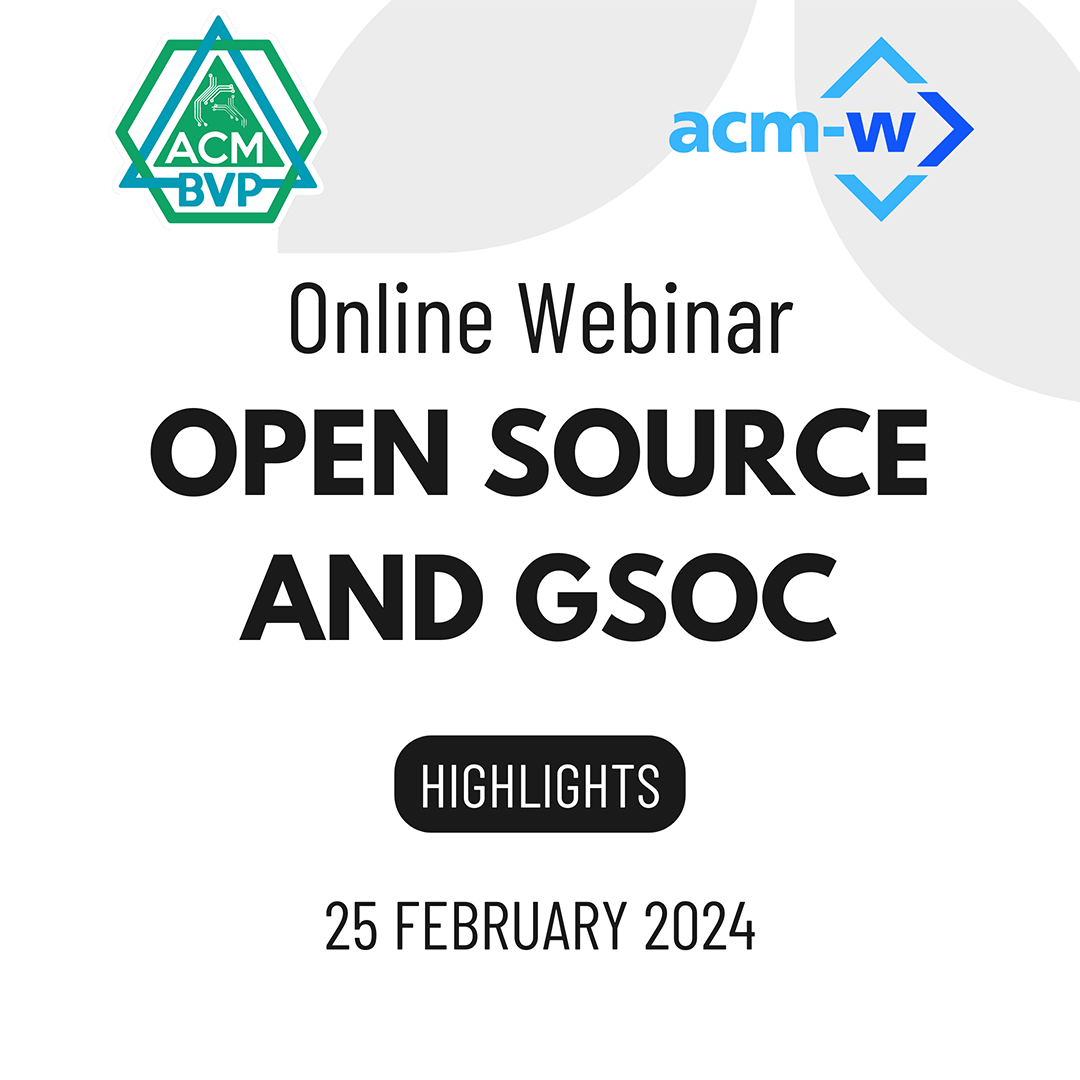 ACM
BVP
acm-w
Online Webinar
OPEN SOURCE
AND GSOC
HIGHLIGHTS
25 FEBRUARY 2024